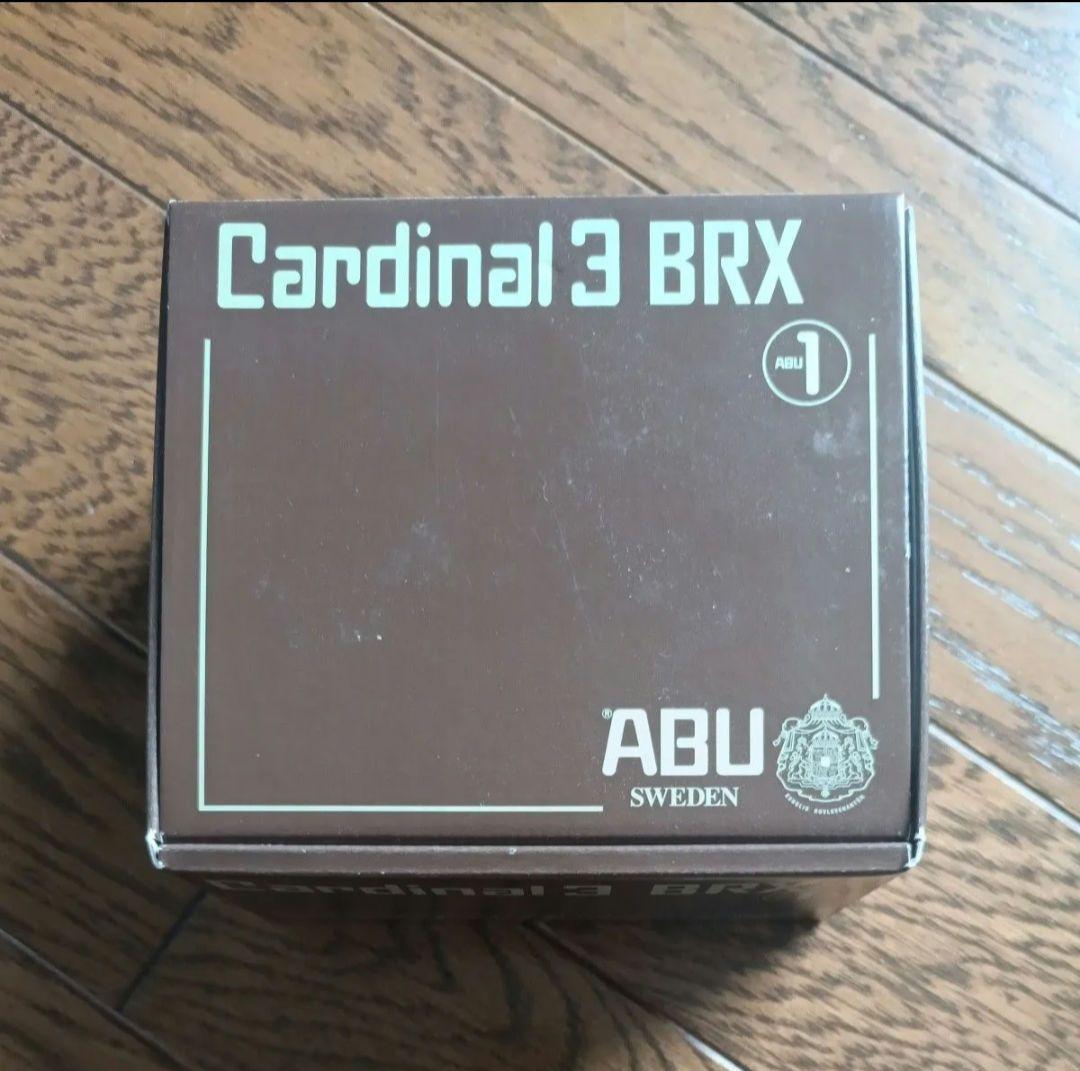 Cardinal 3 BRX
ABU 1
®ABU
SWEDEN
Cardinal 3 BRX